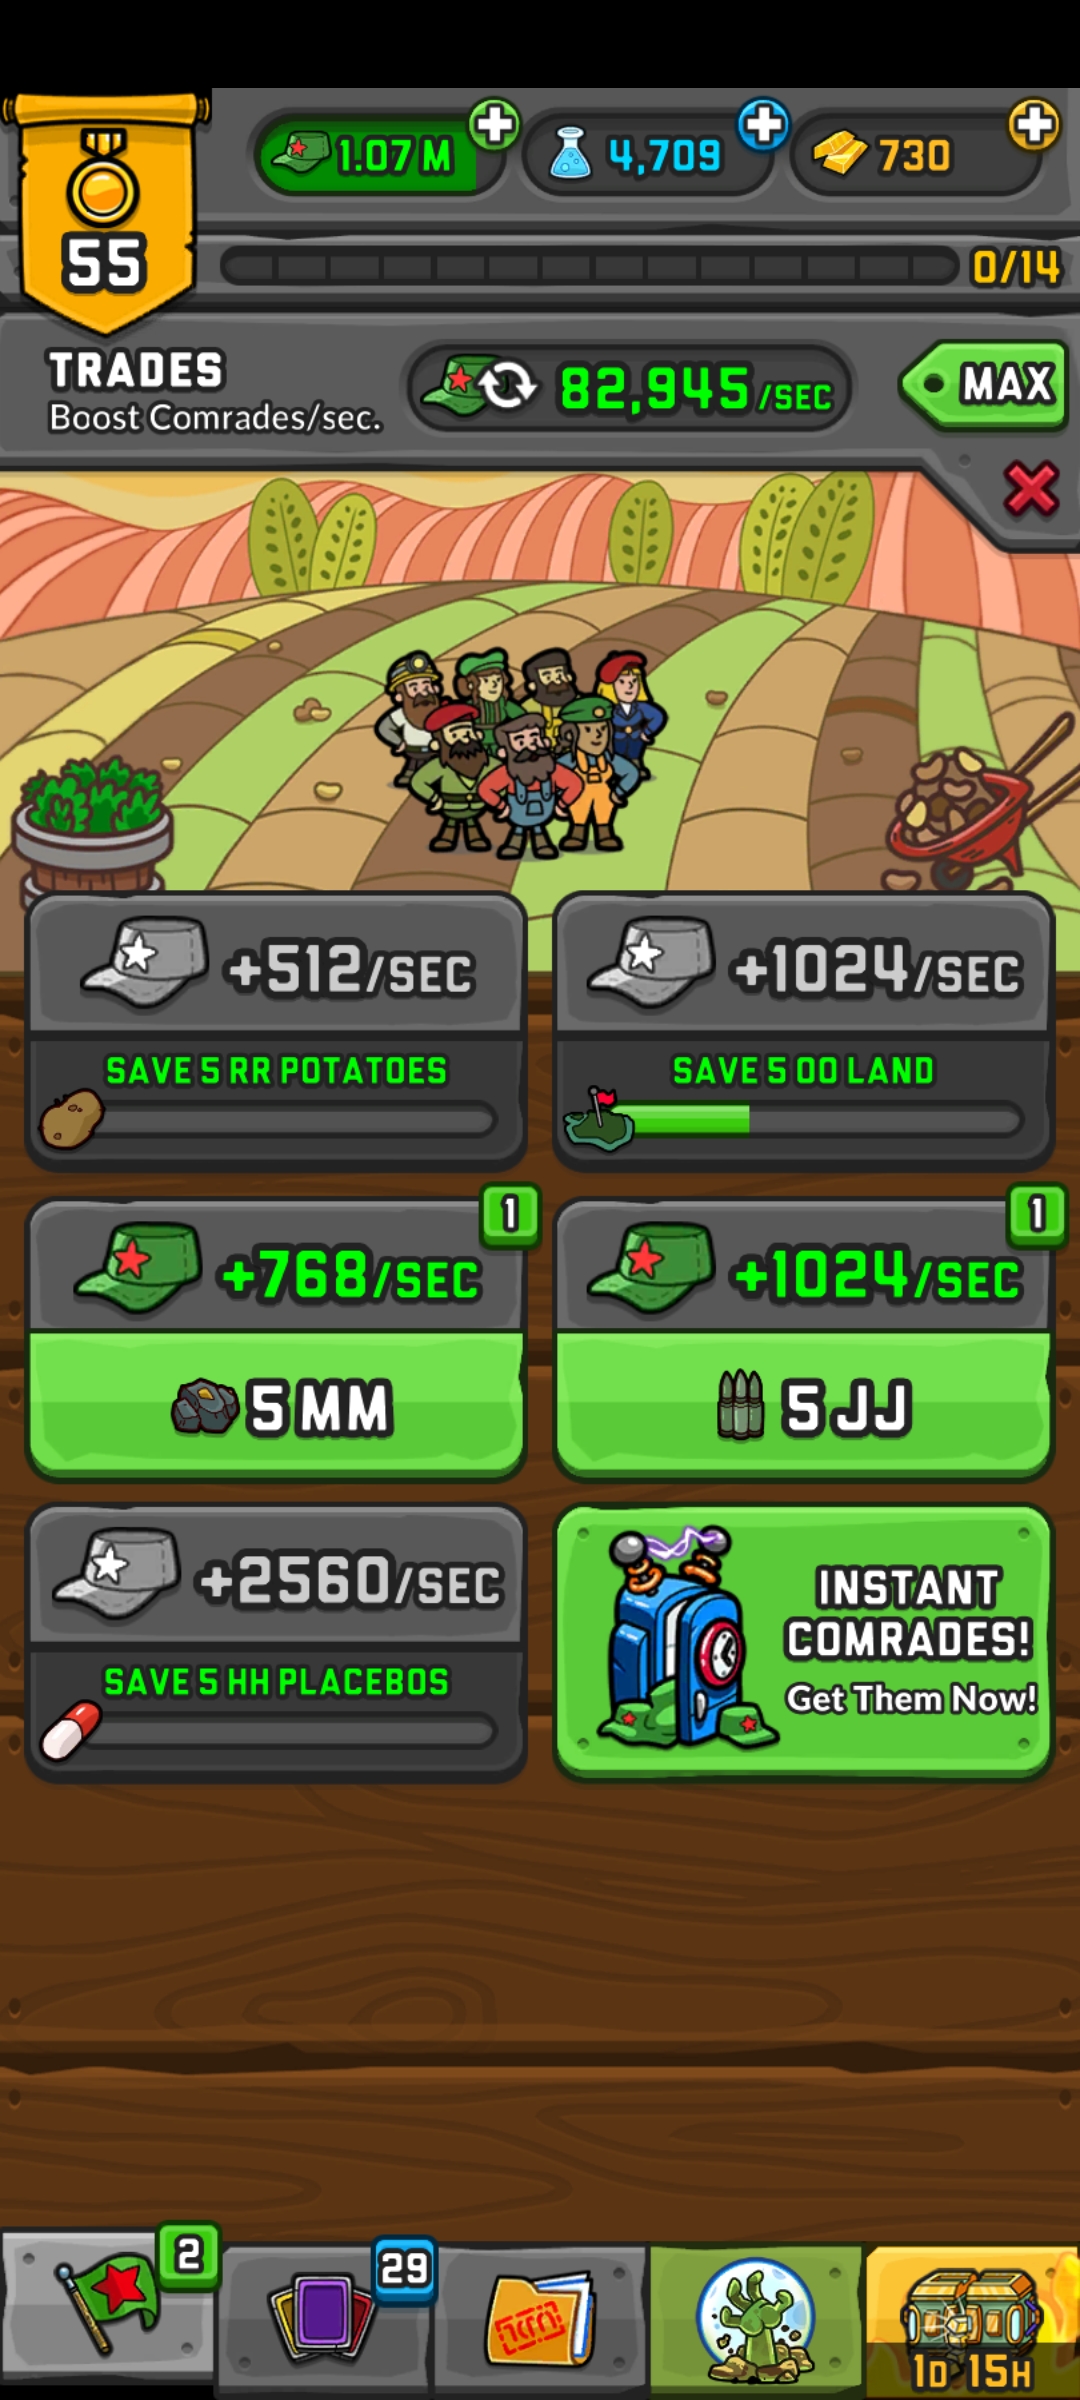 1.07 M
4,709
730
55
0/14
TRADES
Boost Comrades/sec.
82,945/SEC
MAX
+512/SEC
SAVE 5 RR POTATOES
+1024/SEC
SAVE 5 OO LAND
1
+768/SEC
5 MM
1
+1024/SEC
5 JJ
+2560/SEC
SAVE 5 HH PLACEBOS
INSTANT
COMRADES!
Get Them Now!
2
29
1D 15H